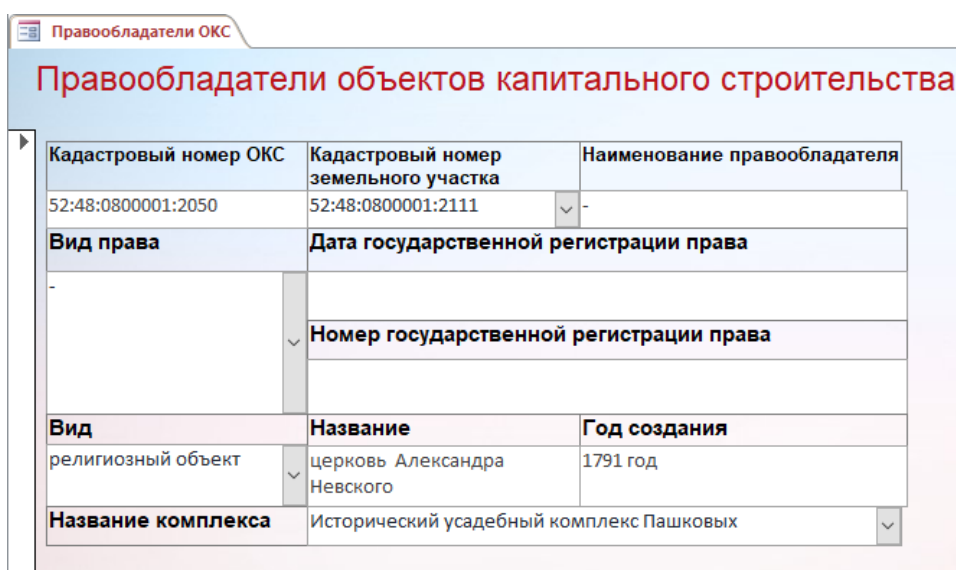 Правообладатели ОКС
Правообладатели объектов капитального строительства
Кадастровый номер ОКС
Кадастровый номер
земельного участка
Наименование правообладателя
52:48:0800001:2050
52:48:0800001:2111
-
Вид права
Дата государственной регистрации права
-
Номер государственной регистрации права
Вид
Название
Год создания
религиозный объект
церковь Александра
Невского
1791 год
Название комплекса
Исторический усадебный комплекс Пашковых